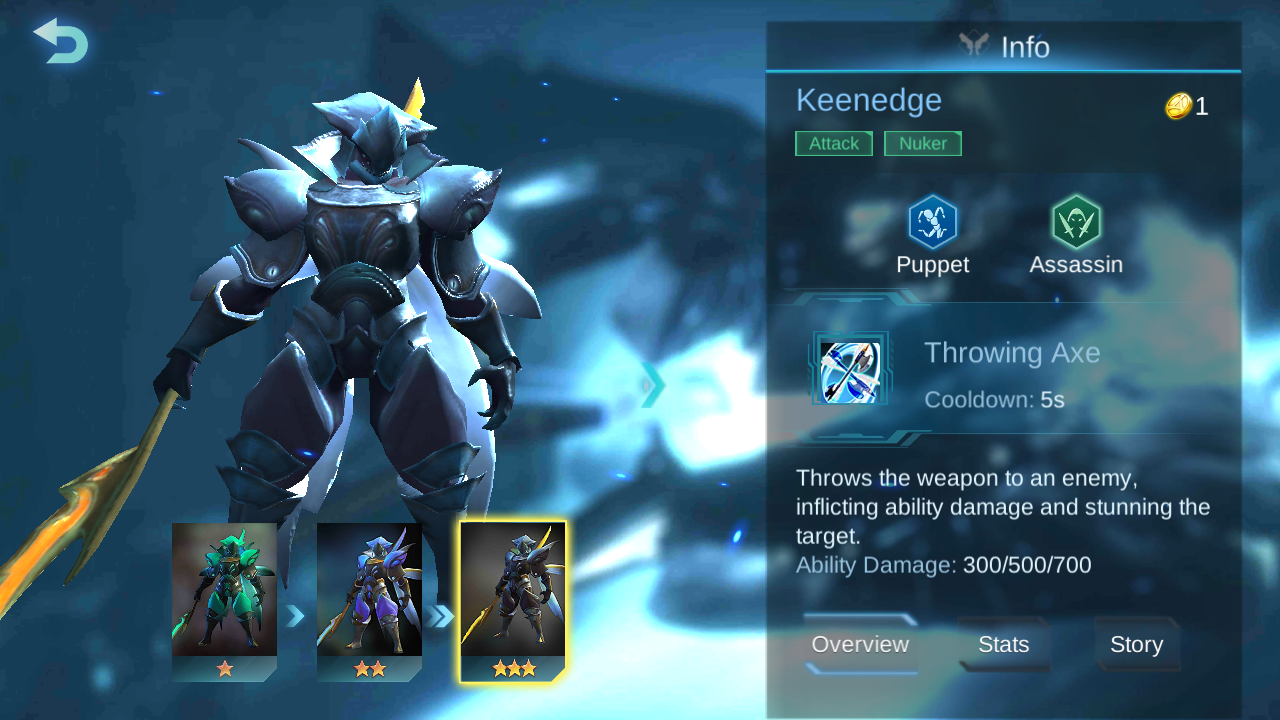 Info
Keenedge
1
Attack
Nuker
Puppet
Assassin
Throwing Axe
Cooldown: 5s
Throws the weapon to an enemy,
inflicting ability damage and stunning the
target.
Ability Damage: 300/500/700
Overview
Stats
Story